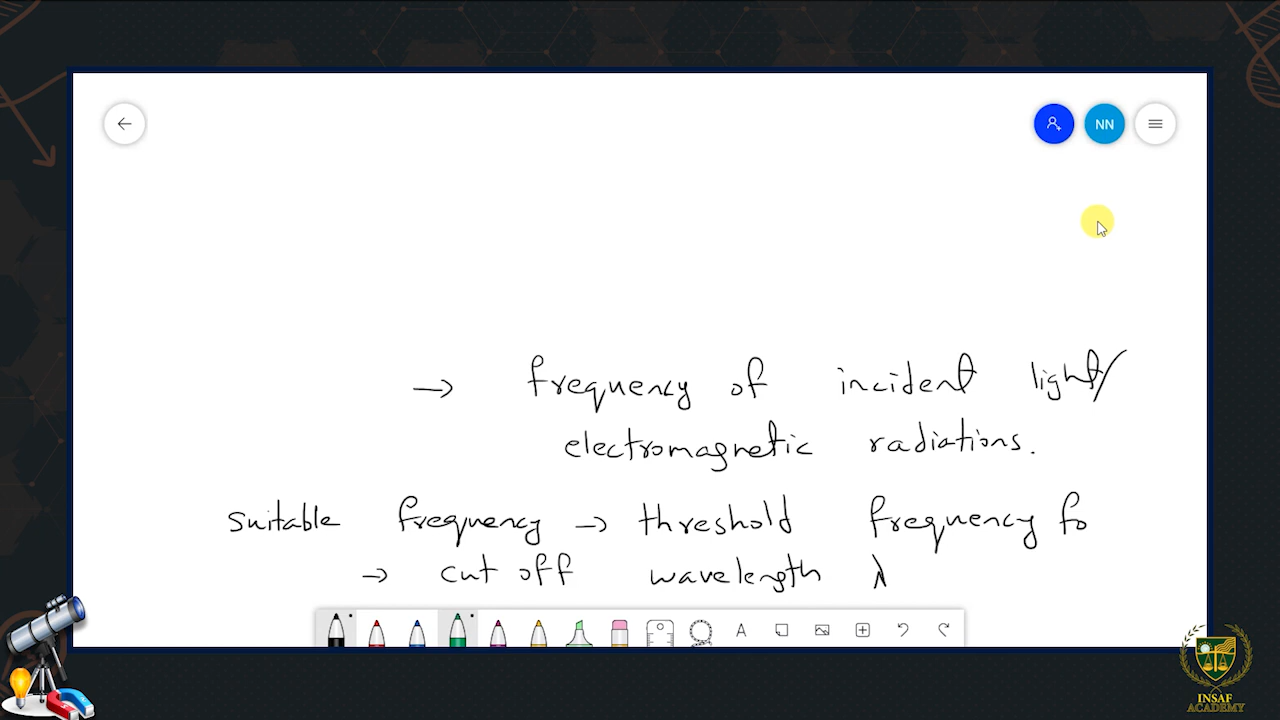 NN
→ frequency of incident light/
electromagnetic radiations.
suitable frequency → threshold frequency fo
→ cut off wavelength λ
A
INSAF
ACADEMY